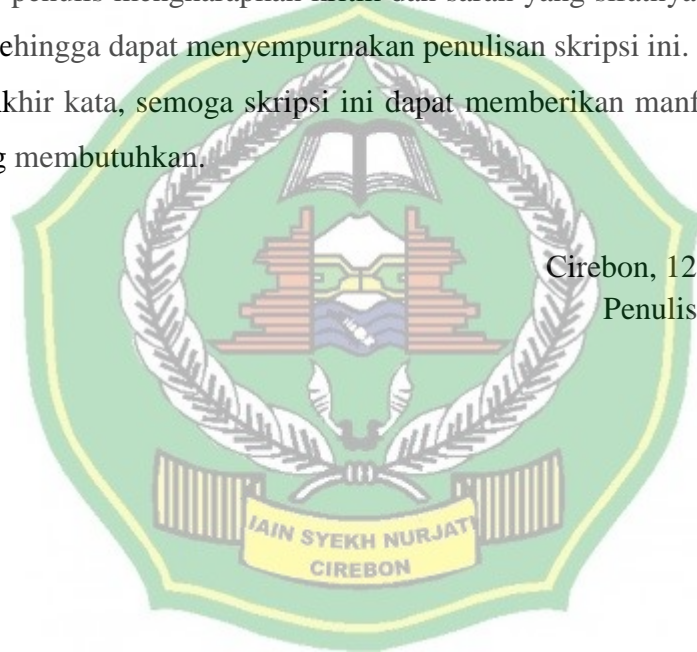 penulis mengharapkan kritik dan saran yang sifatnya
ehingga dapat menyempurnakan penulisan skripsi ini.
khir kata, semoga skripsi ini dapat memberikan manf
g membutuhkan.
Cirebon, 12
Penulis
IAIN SYEKH NURJATI
CIREBON